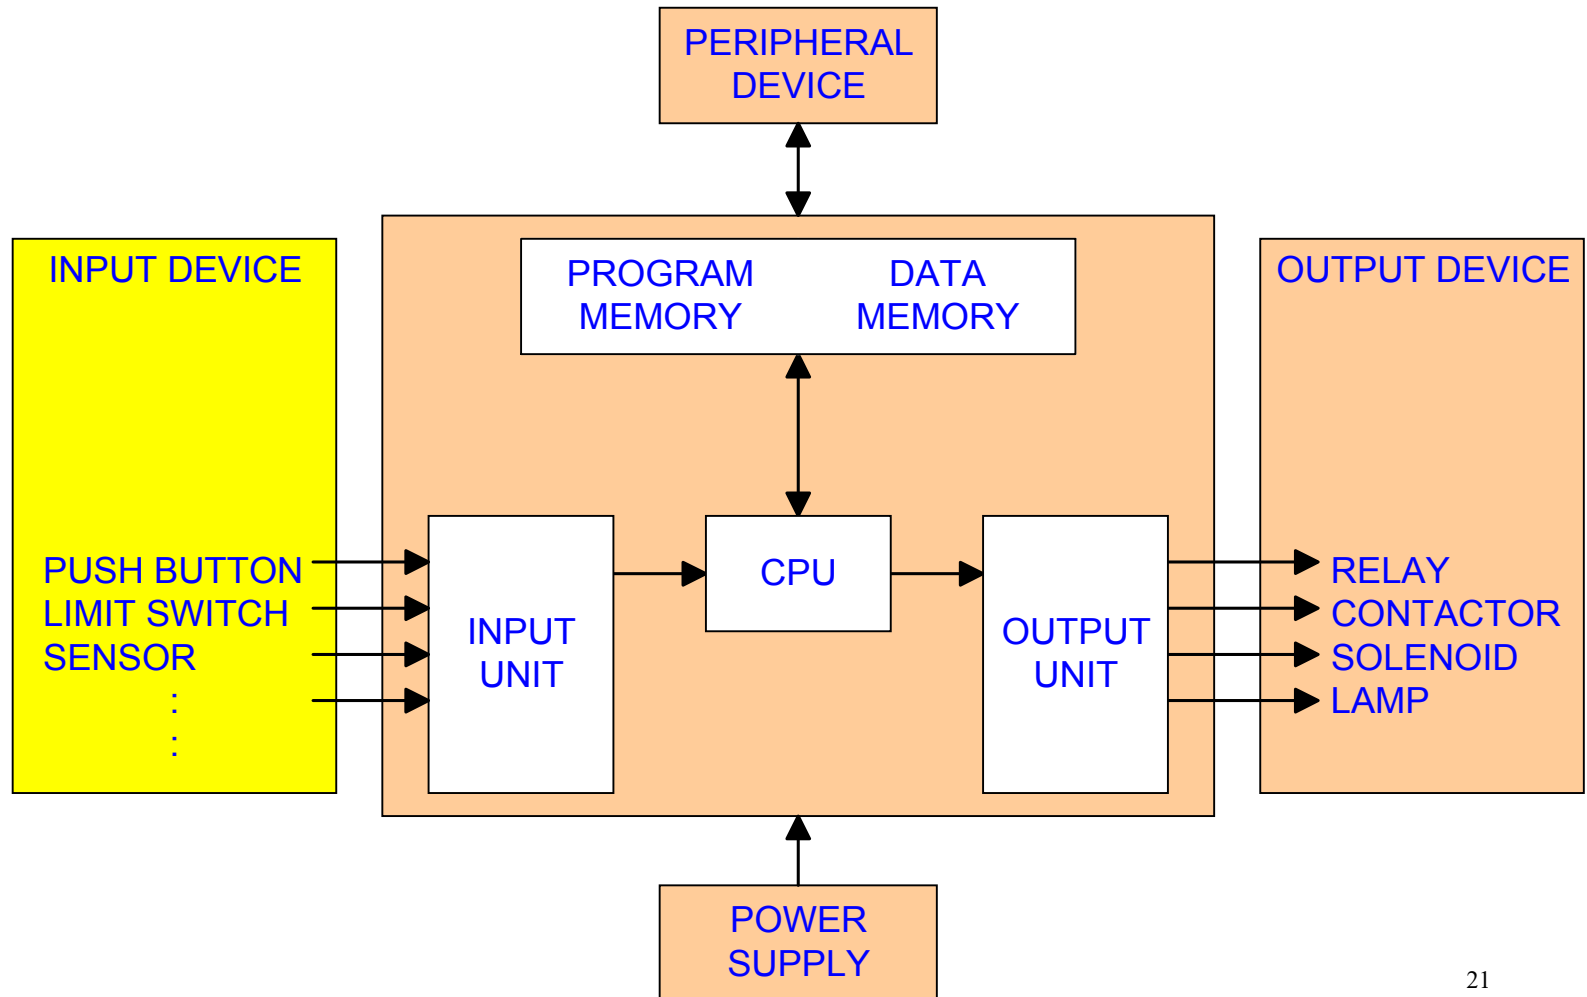 PERIPHERAL
DEVICE
INPUT DEVICE
PUSH BUTTON
LIMIT SWITCH
SENSOR
:
:
PROGRAM
MEMORY
DATA
MEMORY
INPUT
UNIT
CPU
OUTPUT
UNIT
OUTPUT DEVICE
RELAY
CONTACTOR
SOLENOID
LAMP
POWER
SUPPLY
21